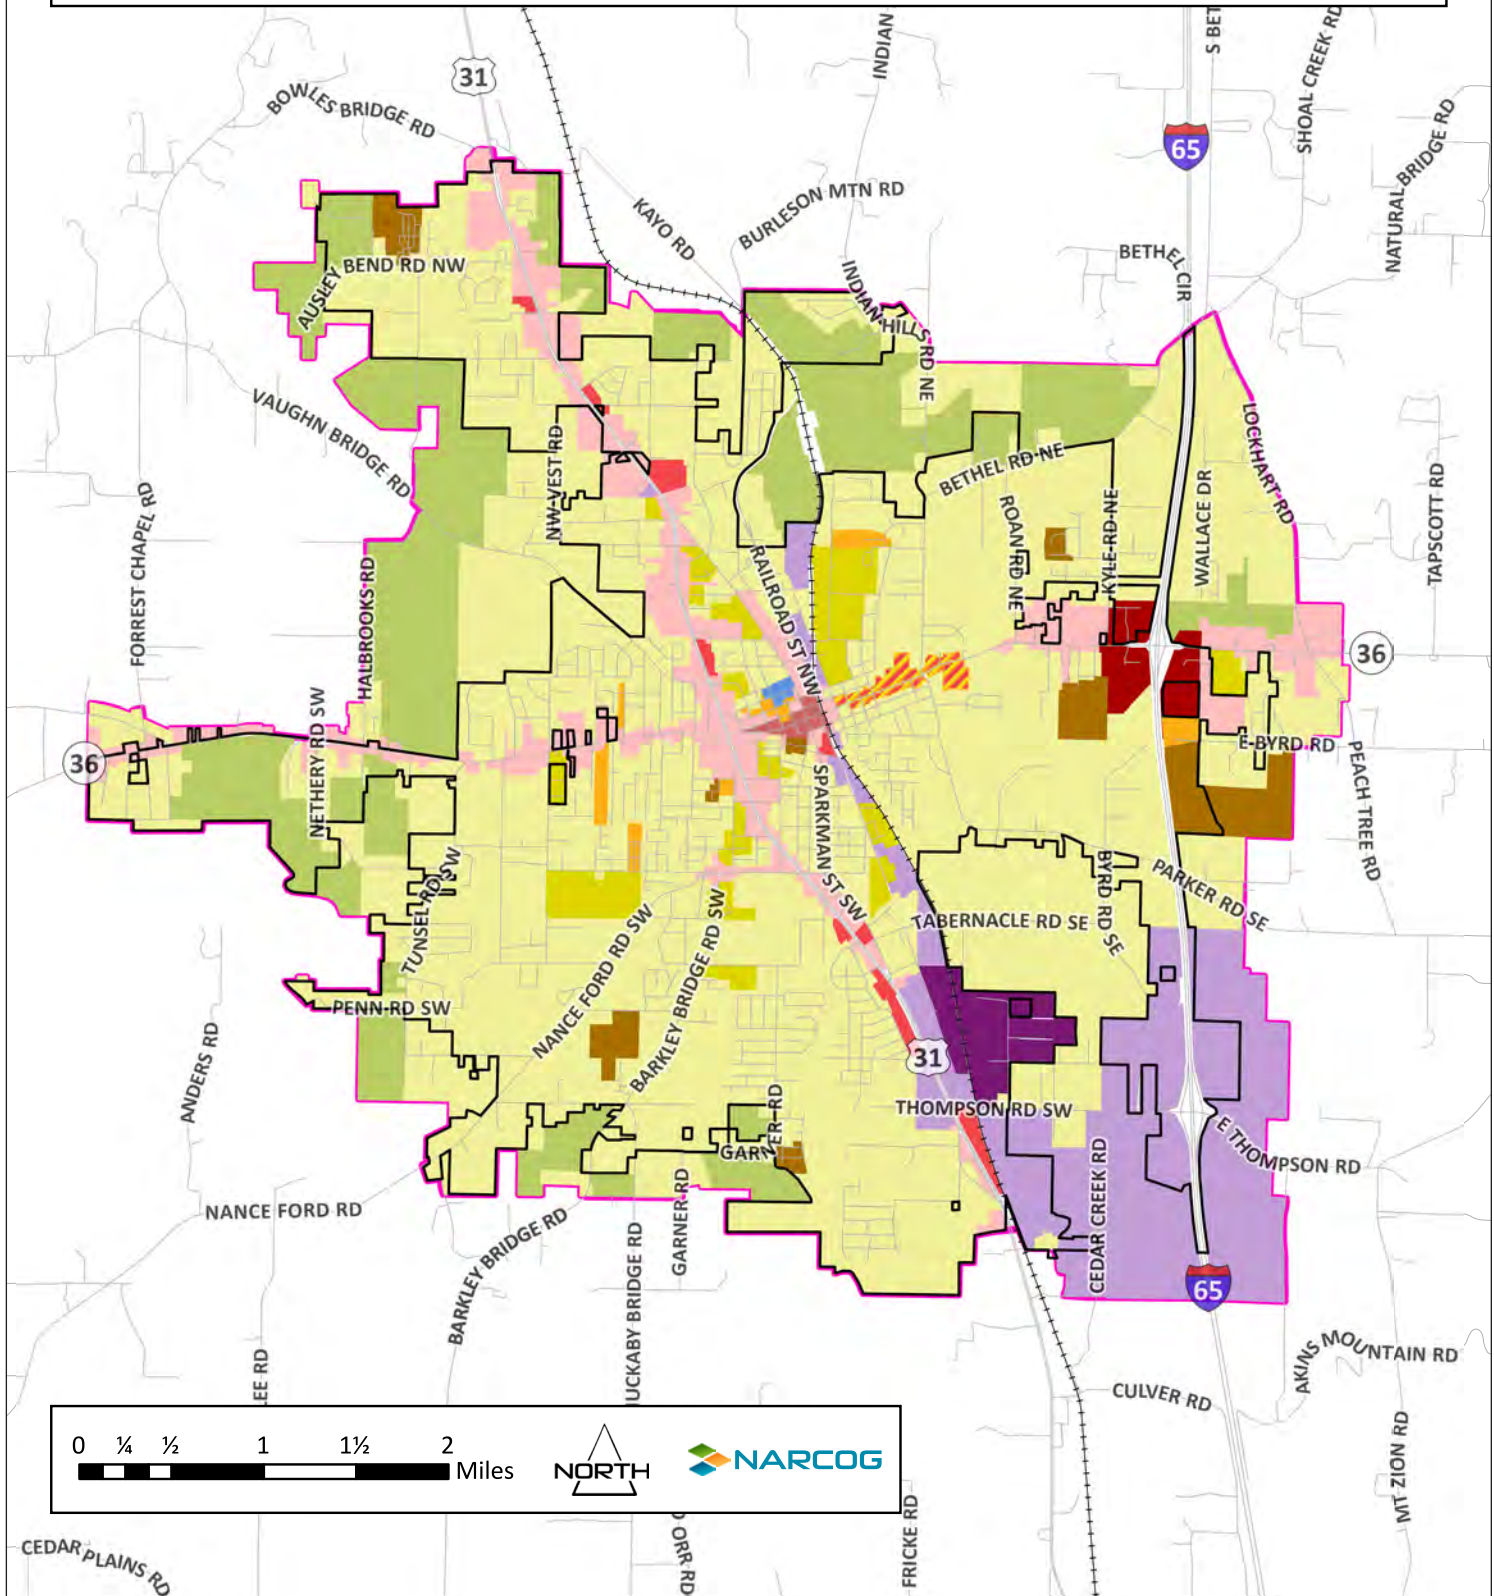 31
BOWLES BRIDGE RD
INDIAN
S BET
SHOAL CREEK RD
65
NATURAL BRIDGE RD
KAYO RD
BURLESON MTN RD
BETHEL CIR
AUSLEY BEND RD NW
INDIAN HILLS RD NE
VAUGHN BRIDGE RD
LOCKHART RD
NW VEST RD
BETHEL RD NE
FORREST CHAPEL RD
ROAN RD NE
KYLE RD NE
WALLACE DR
TAPSCOTT RD
HALBROOKS RD
RAILROAD ST NW
36
NETHERY RD SW
36
E BYRD RD
PEACH TREE RD
SPARKMAN ST SW
TUNSEL RD SW
BYRD RD SE
PARKER RD SE
TABERNACLE RD SE
NANCE FORD RD SW
BARKLEY BRIDGE RD SW
PENN RD SW
ANDERS RD
31
THOMPSON RD SW
GARNER RD
E THOMPSON RD
CEDAR CREEK RD
NANCE FORD RD
BARKLEY BRIDGE RD
UCKABY BRIDGE RD
GARNER RD
65
LEE RD
AKINS MOUNTAIN RD
CULVER RD
MT ZION RD
0 ¼ ½ 1 1½ 2
Miles
NORTH
NARCOG
CEDAR PLAINS RD
ORR RD
FRICKE RD